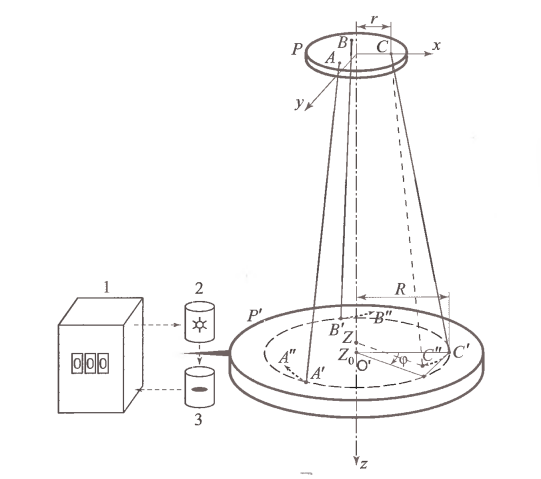 r
P
B
A
C
x
y
R
1
2
P'
B'
B"
Z
Z₀
O'
φ
C"
C'
A"
A'
000
3
z